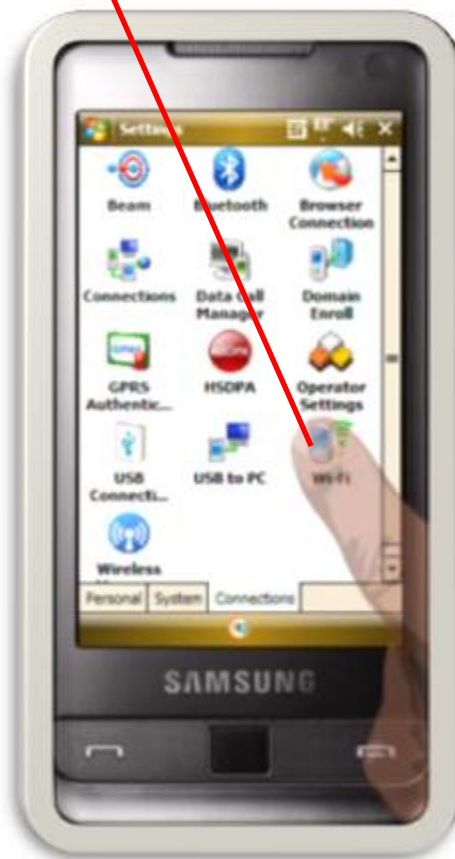 Settings
Beam Bluetooth Browser
Connection
Connections Data Call Domain
Manager Enroll
GPRS HSDPA Operator
Authentic... Settings
USB USB to PC Wi-Fi
Connecti...
Wireless
Personal System Connections
SAMSUNG